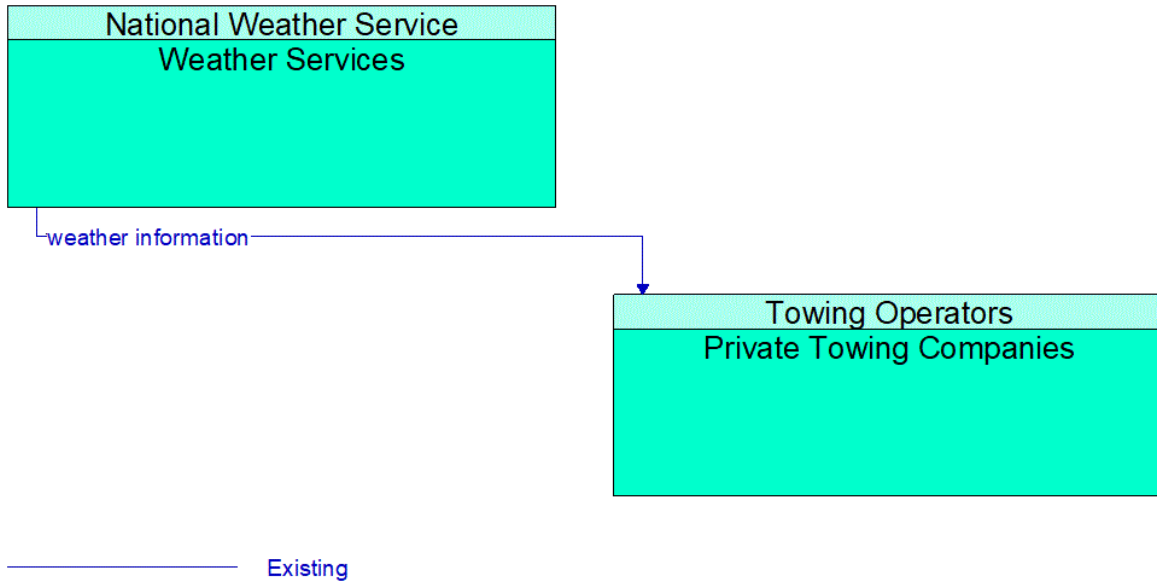 National Weather Service
Weather Services
weather information
Towing Operators
Private Towing Companies
Existing